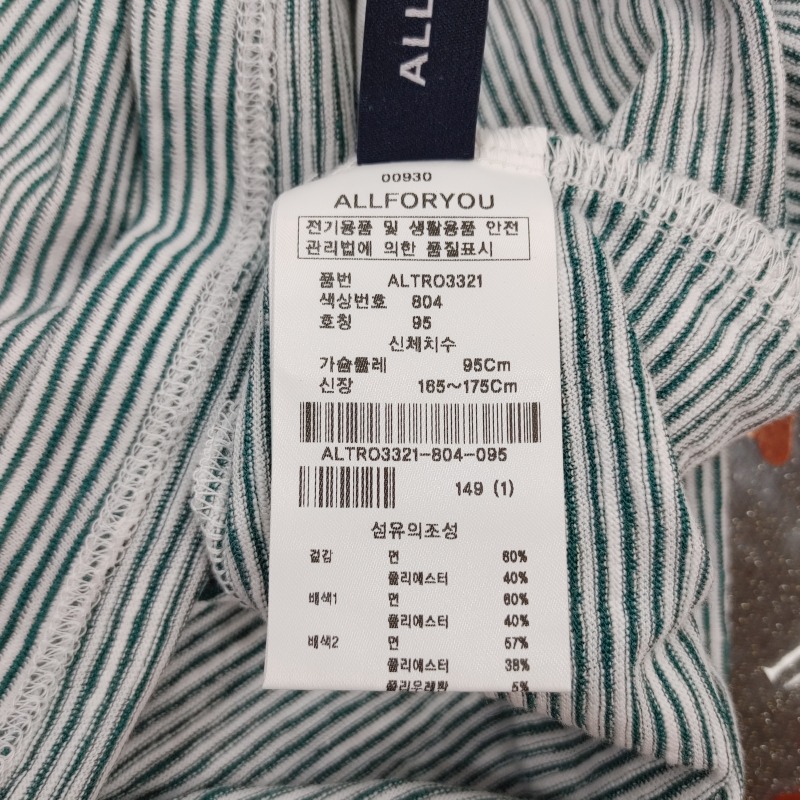 ALL
00930
ALLFORYOU
전기용품 및 생활용품 안전
관리법에 의한 품질표시
품번 ALTRO3321
색상번호 804
호칭 95
신체치수
가슴둘레 95Cm
신장 165~175Cm
ALTRO3321-804-095
149 (1)
섬유의조성
겉감 면 60%
폴리에스터 40%
배색1 면 60%
폴리에스터 40%
배색2 면 57%
폴리에스터 38%
폴리우레탄 5%